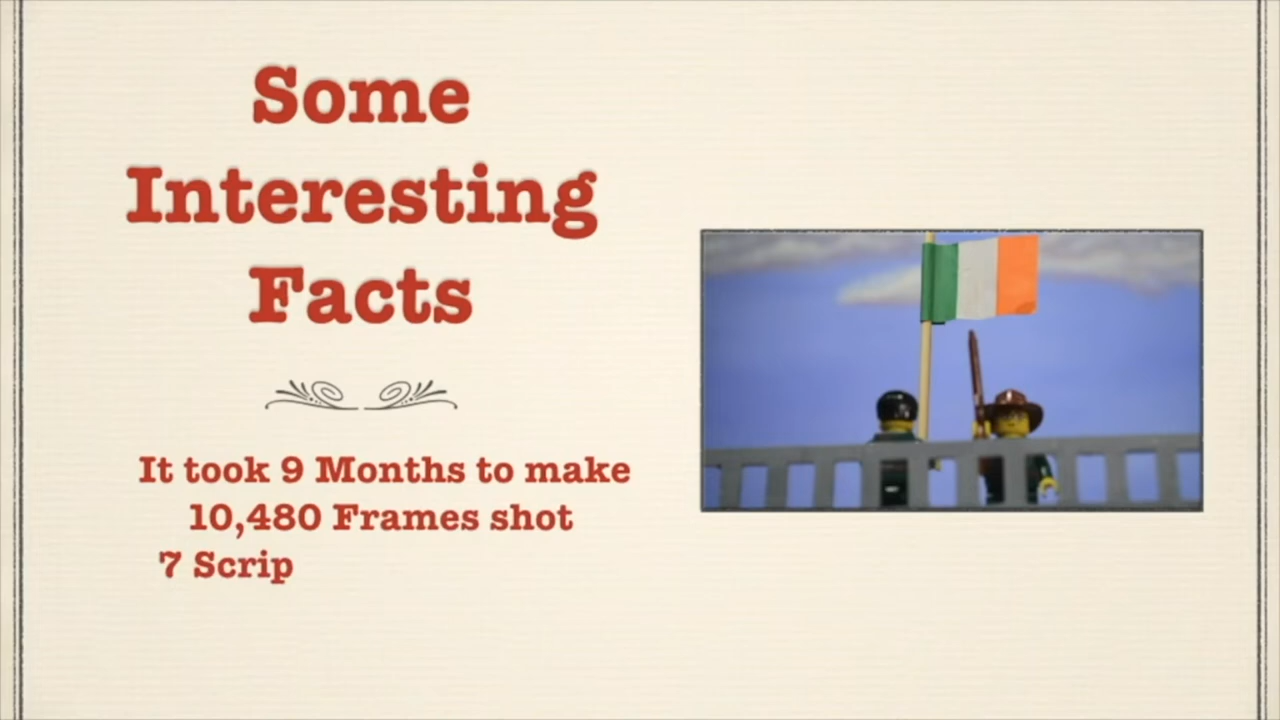 Some
Interesting
Facts
It took 9 Months to make
10,480 Frames shot
7 Scrip